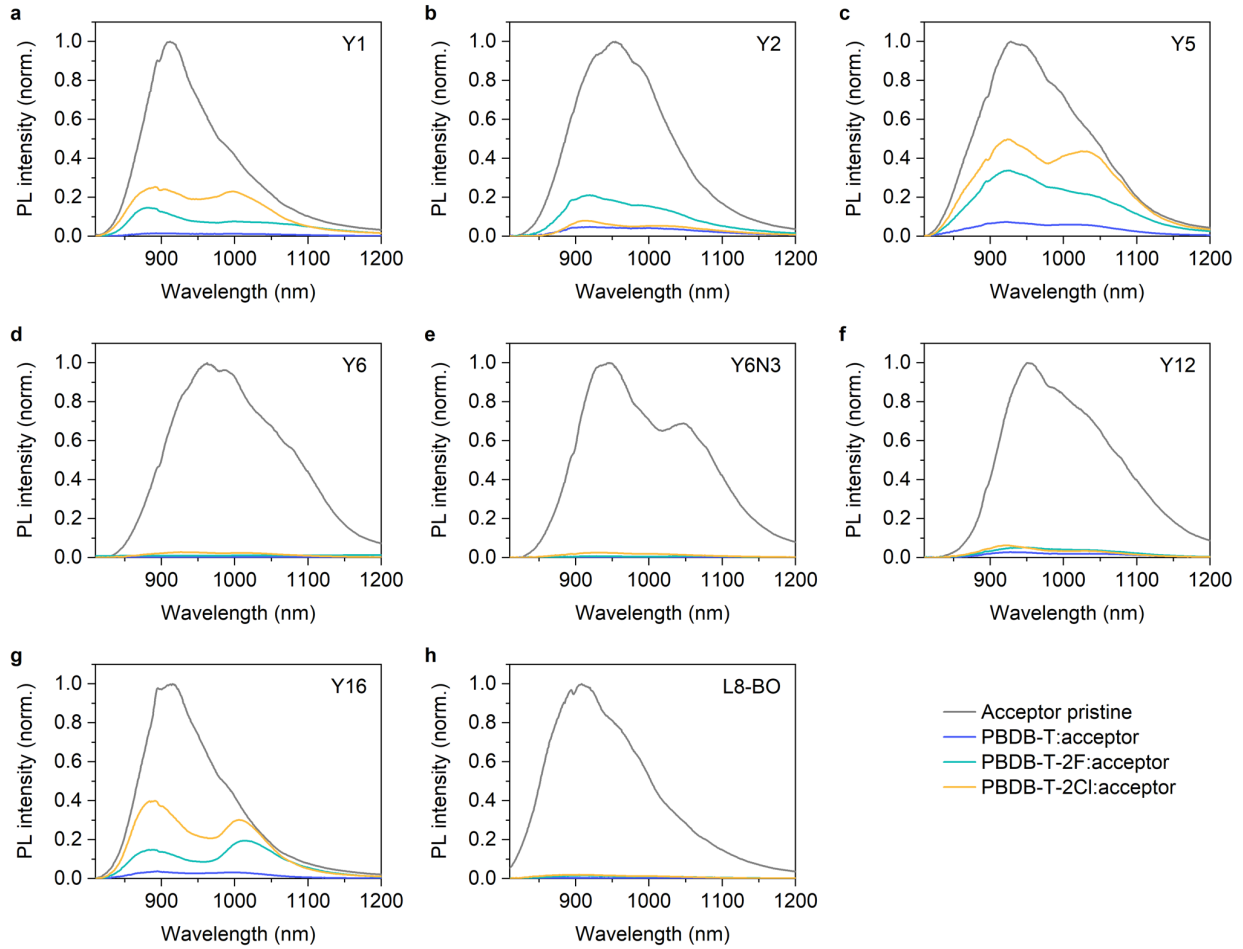 a
Y1
PL intensity (norm.)
1.0
0.8
0.6
0.4
0.2
0.0
900 1000 1100 1200
Wavelength (nm)
b
Y2
PL intensity (norm.)
1.0
0.8
0.6
0.4
0.2
0.0
900 1000 1100 1200
Wavelength (nm)
c
Y5
PL intensity (norm.)
1.0
0.8
0.6
0.4
0.2
0.0
900 1000 1100 1200
Wavelength (nm)
d
Y6
PL intensity (norm.)
1.0
0.8
0.6
0.4
0.2
0.0
900 1000 1100 1200
Wavelength (nm)
e
Y6N3
PL intensity (norm.)
1.0
0.8
0.6
0.4
0.2
0.0
900 1000 1100 1200
Wavelength (nm)
f
Y12
PL intensity (norm.)
1.0
0.8
0.6
0.4
0.2
0.0
900 1000 1100 1200
Wavelength (nm)
g
Y16
PL intensity (norm.)
1.0
0.8
0.6
0.4
0.2
0.0
900 1000 1100 1200
Wavelength (nm)
h
L8-BO
PL intensity (norm.)
1.0
0.8
0.6
0.4
0.2
0.0
900 1000 1100 1200
Wavelength (nm)
Acceptor pristine
PBDB-T:acceptor
PBDB-T-2F:acceptor
PBDB-T-2Cl:acceptor